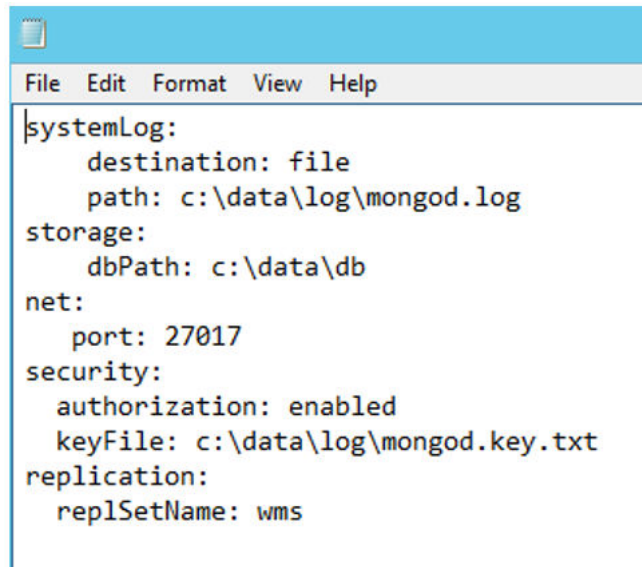 File Edit Format View Help
systemLog:
    destination: file
    path: c:\data\log\mongod.log
storage:
    dbPath: c:\data\db
net:
   port: 27017
security:
  authorization: enabled
  keyFile: c:\data\log\mongod.key.txt
replication:
  replSetName: wms